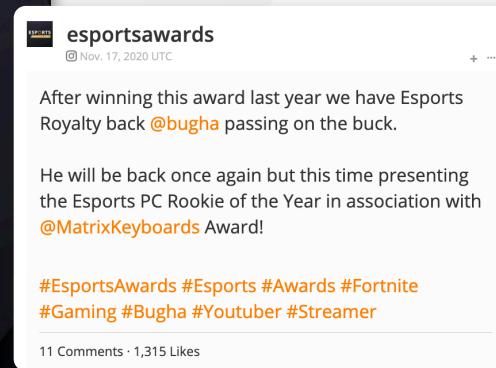 ESPORTS
esportsawards
Nov. 17, 2020 UTC
After winning this award last year we have Esports
Royalty back @bugha passing on the buck.
He will be back once again but this time presenting
the Esports PC Rookie of the Year in association with
@MatrixKeyboards Award!
#EsportsAwards #Esports #Awards #Fortnite
#Gaming #Bugha #Youtuber #Streamer
11 Comments · 1,315 Likes